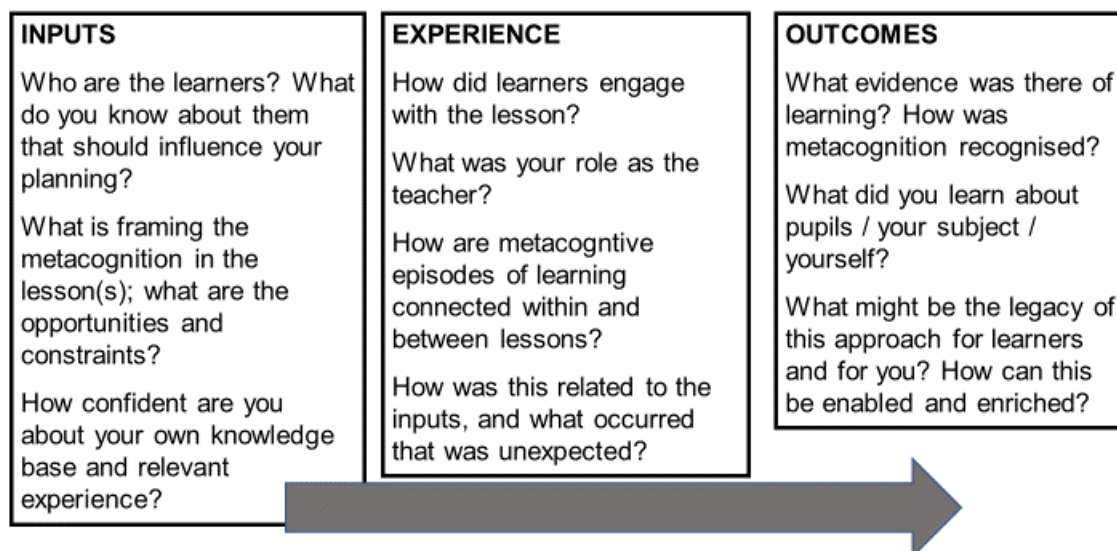 INPUTS
Who are the learners? What
do you know about them
that should influence your
planning?
What is framing the
metacognition in the
lesson(s); what are the
opportunities and
constraints?
How confident are you
about your own knowledge
base and relevant
experience?
EXPERIENCE
How did learners engage
with the lesson?
What was your role as the
teacher?
How are metacogntive
episodes of learning
connected within and
between lessons?
How was this related to the
inputs, and what occurred
that was unexpected?
OUTCOMES
What evidence was there of
learning? How was
metacognition recognised?
What did you learn about
pupils / your subject /
yourself?
What might be the legacy of
this approach for learners
and for you? How can this
be enabled and enriched?